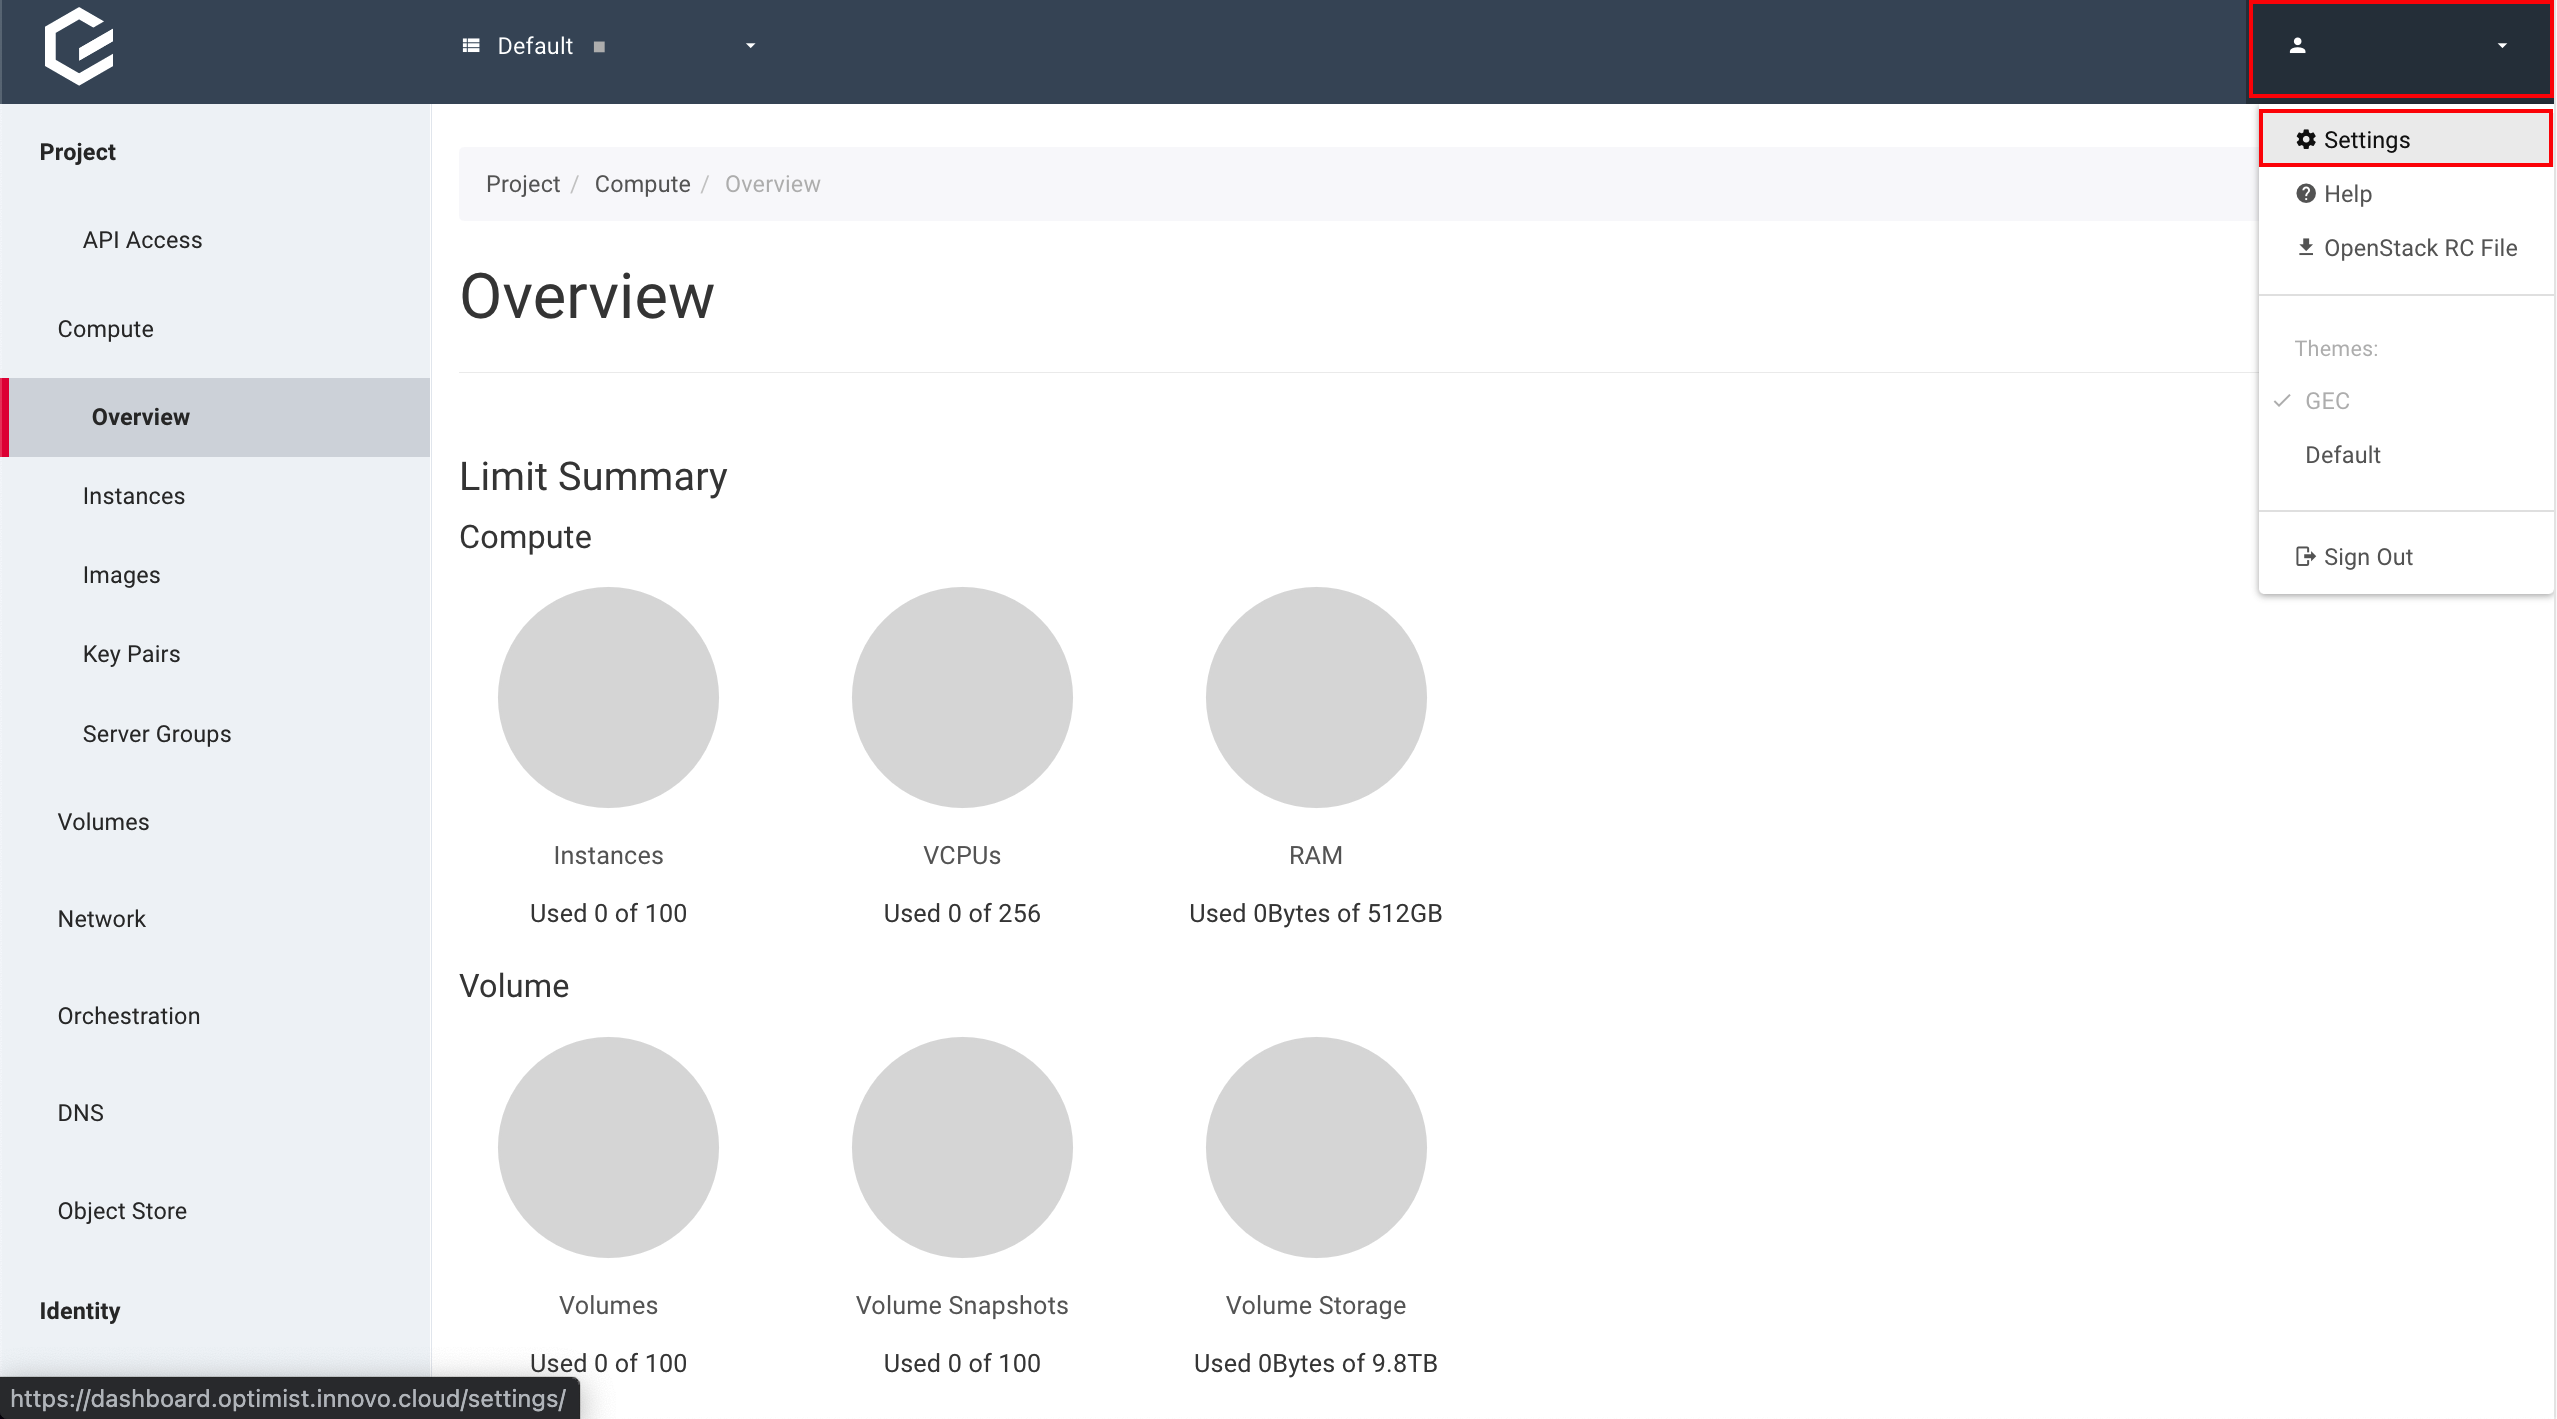 Default
Project
API Access
Compute
Overview
Instances
Images
Key Pairs
Server Groups
Volumes
Network
Orchestration
DNS
Object Store
Identity
Project / Compute / Overview
Overview
Limit Summary
Compute
Instances VCPUs RAM
Used 0 of 100 Used 0 of 256 Used 0Bytes of 512GB
Volume
Volumes Volume Snapshots Volume Storage
Used 0 of 100 Used 0 of 100 Used 0Bytes of 9.8TB
Settings
Help
OpenStack RC File
Themes:
GEC
Default
Sign Out
https://dashboard.optimist.innovo.cloud/settings/